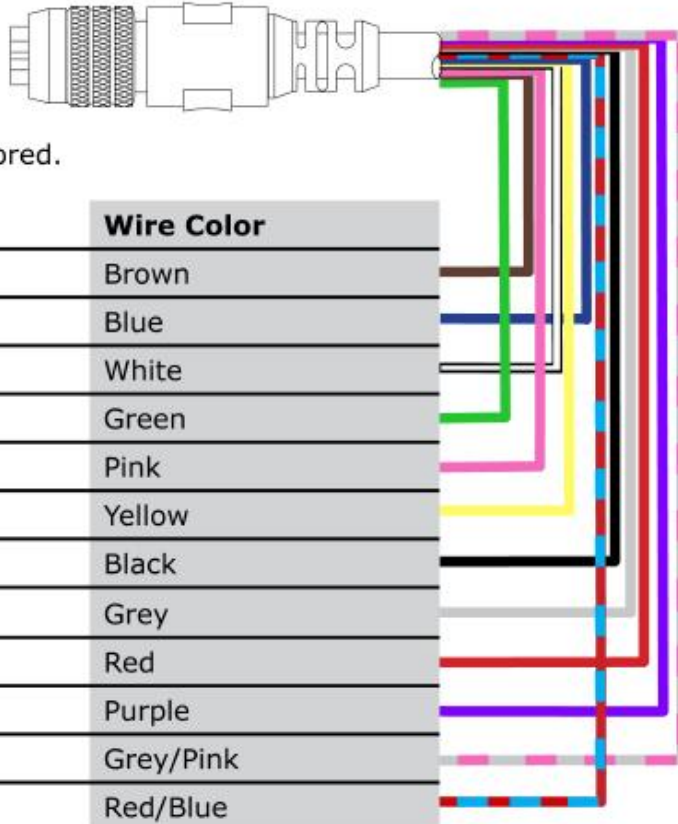 ored.
Wire Color
Brown
Blue
White
Green
Pink
Yellow
Black
Grey
Red
Purple
Grey/Pink
Red/Blue